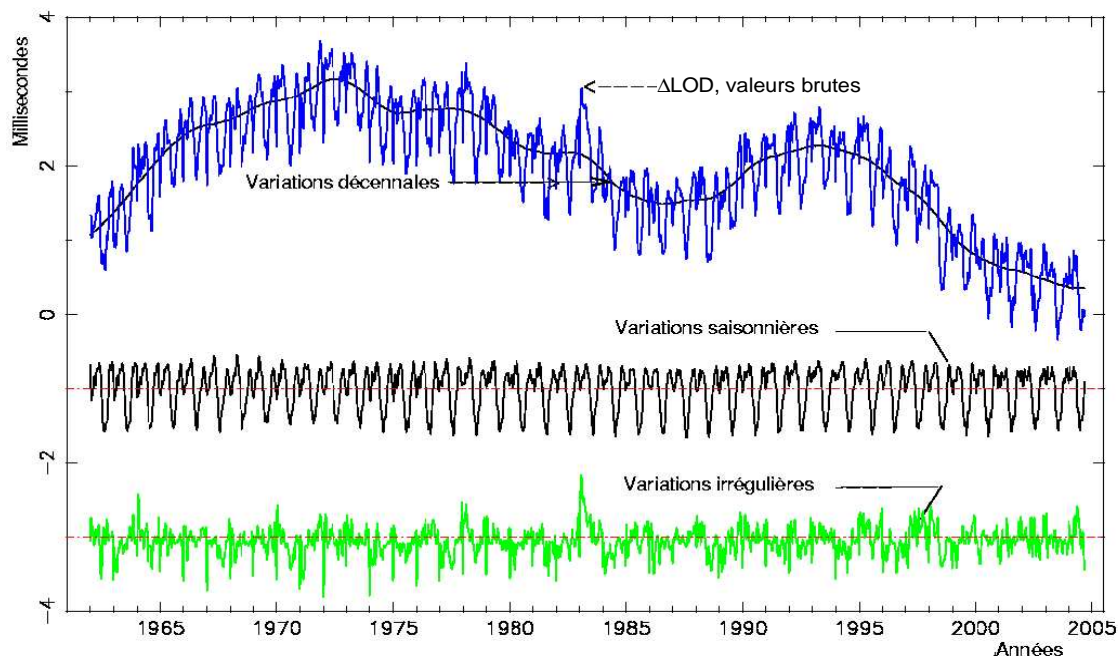 4
2
0
−2
−4
Millisecondes
<−−−−−ΔLOD, valeurs brutes
Variations décennales
Variations saisonnières
Variations irrégulières
1965
1970
1975
1980
1985
1990
1995
2000
2005
Années